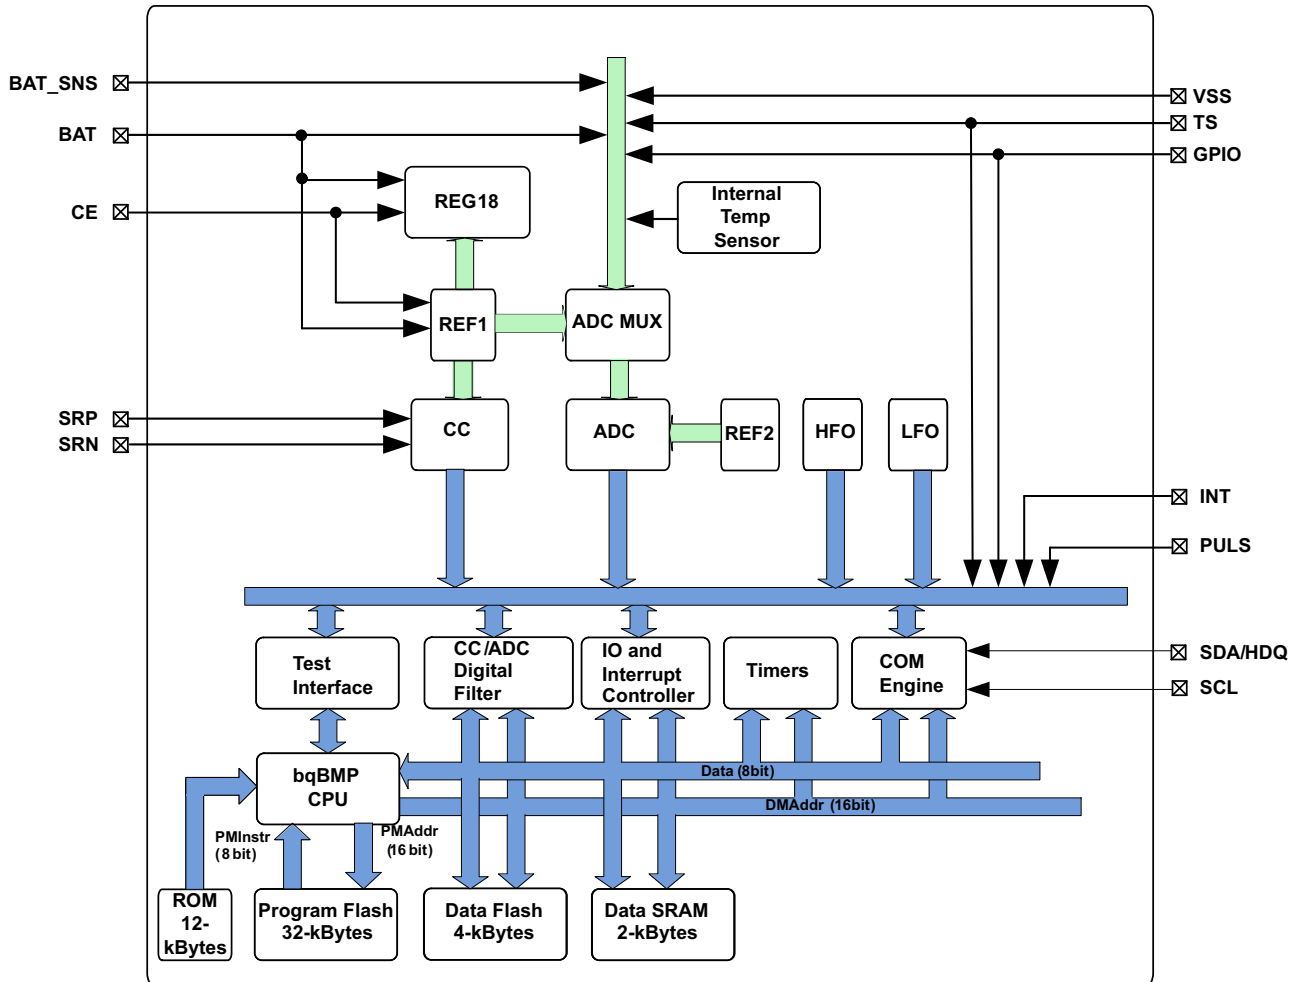 BAT_SNS
VSS
TS
BAT
GPIO
REG18
Internal
Temp
Sensor
CE
REF1
ADC MUX
SRP
SRN
CC
ADC
REF2
HFO
LFO
INT
PULS
Test
Interface
CC/ADC
Digital
Filter
IO and
Interrupt
Controller
Timers
COM
Engine
SDA/HDQ
SCL
bqBMP
CPU
Data (8bit)
DMAddr (16bit)
PMInstr
(8 bit)
PMAddr
(16 bit)
ROM
12-
kBytes
Program Flash
32-kBytes
Data Flash
4-kBytes
Data SRAM
2-kBytes